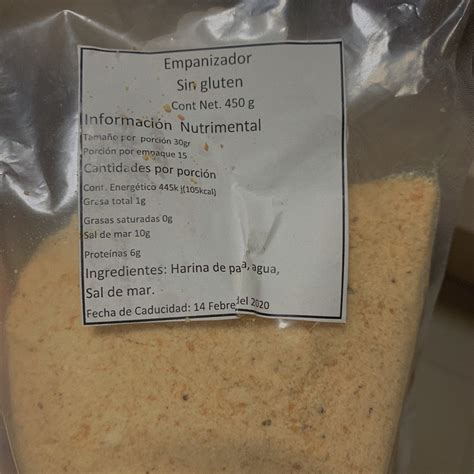 Empanizador
Sin gluten
Cont Net. 450 g
Información Nutrimental
Tamaño por porción 30gr
Porción por empaque 15
Cantidades por porción
Cont. Energético 445k j(105kcal)
Grasa total 1g
Grasas saturadas 0g
Sal de mar 10g
Proteínas 6g
Ingredientes: Harina de agua,
Sal de mar.
Fecha de Caducidad: 14 Febre del 2020